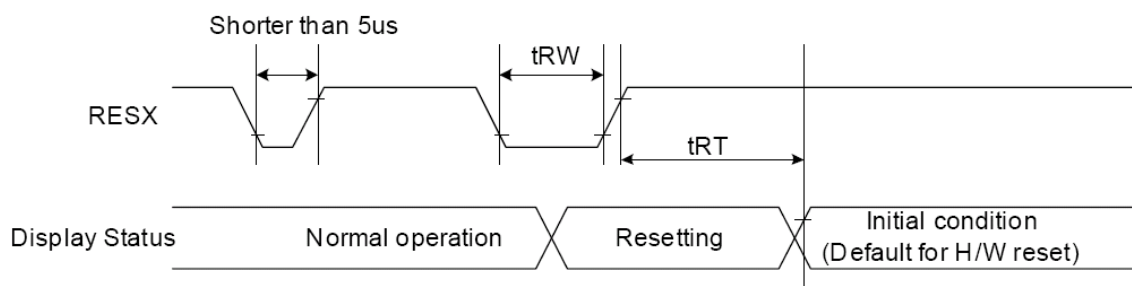 Shorter than 5us
tRW
RESX
tRT
Display Status
Normal operation
Resetting
Initial condition
(Default for H/W reset)